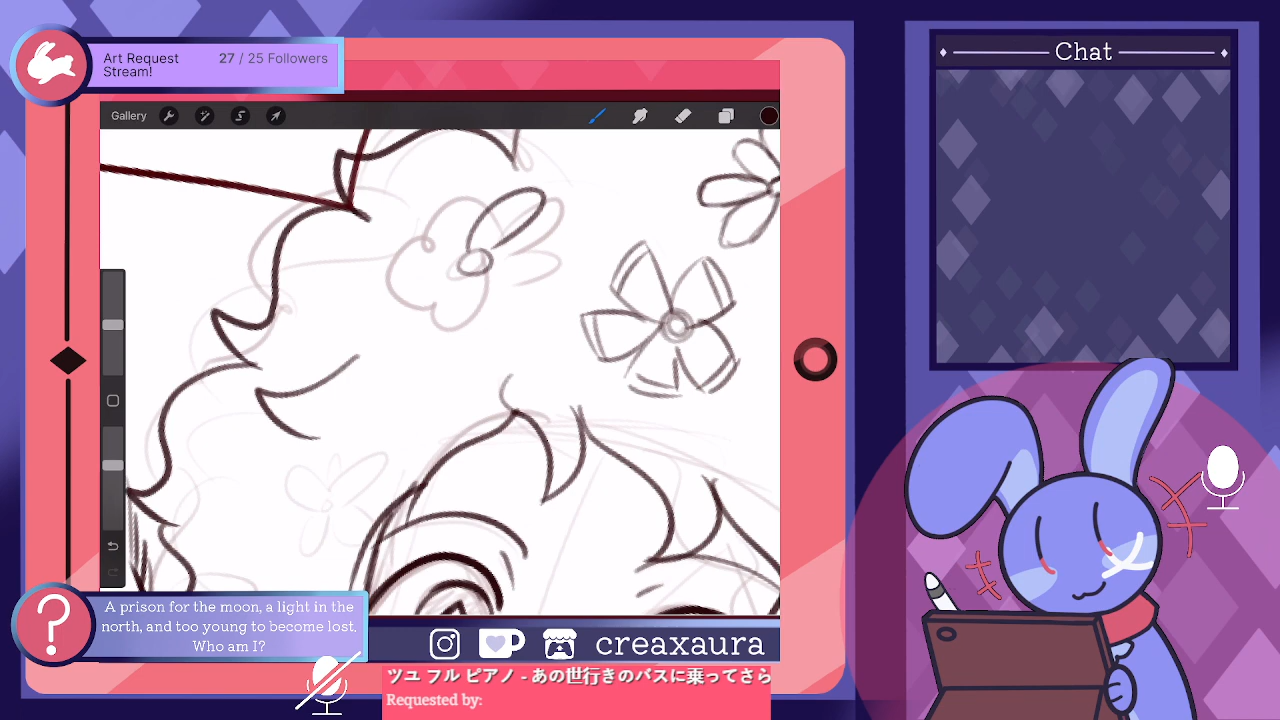 Art Request
Stream!
27 / 25 Followers
Chat
Gallery
A prison for the moon, a light in the
north, and too young to become lost.
Who am I?
creaxaura
ツユ フル ピアノ - あの世行きのバスに乗ってさら
Requested by: